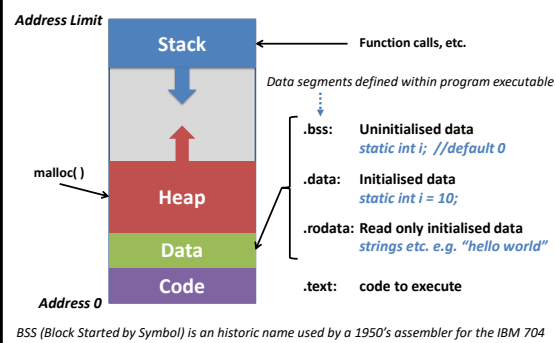 Address Limit
Stack
Function calls, etc.
Data segments defined within program executable
.bss: Uninitialised data
static int i; //default 0
malloc( )
.data: Initialised data
static int i = 10;
Heap
.rodata: Read only initialised data
strings etc. e.g. “hello world”
Data
Code
.text: code to execute
Address 0
BSS (Block Started by Symbol) is an historic name used by a 1950’s assembler for the IBM 704